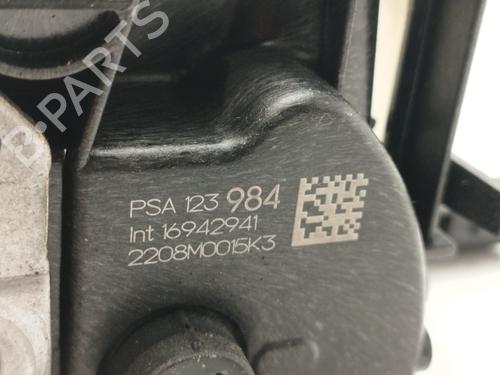 B-PARTS
PSA 123 984
Int 16942941
2208M0015K3